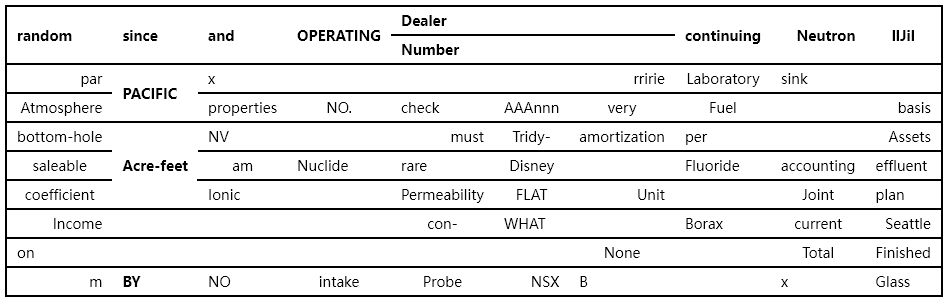 random since and OPERATING Dealer Number continuing Neutron IIJiI
par PACIFIC x rririe Laboratory sink
Atmosphere properties NO. check AAAnnn very Fuel basis
bottom-hole Acre-feet NV must Tridy- amortization per Assets
saleable am Nuclide rare Disney Fluoride accounting effluent
coefficient Ionic Permeability FLAT Unit Joint plan
Income con- WHAT Borax current Seattle
on None Total Finished
m BY NO intake Probe NSX B x Glass